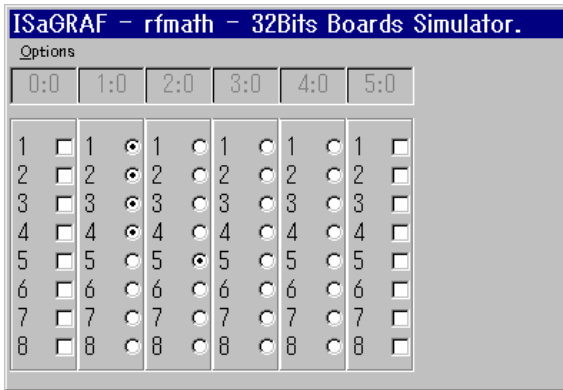 ISaGRAF - rfmath - 32Bits Boards Simulator.
Options
0:0 1:0 2:0 3:0 4:0 5:0
1 1 1 1 1 1
2 2 2 2 2 2
3 3 3 3 3 3
4 4 4 4 4 4
5 5 5 5 5 5
6 6 6 6 6 6
7 7 7 7 7 7
8 8 8 8 8 8